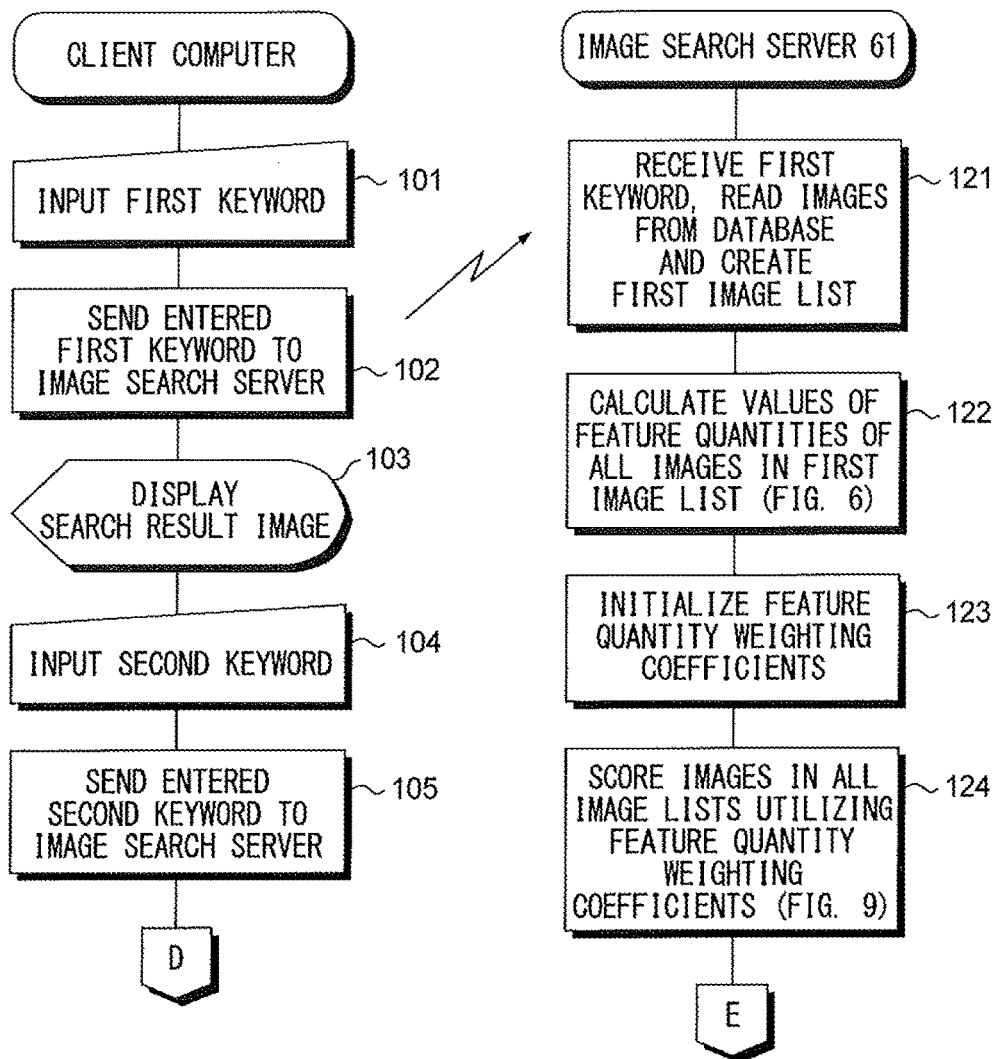 CLIENT COMPUTER
INPUT FIRST KEYWORD
101
SEND ENTERED
FIRST KEYWORD TO
IMAGE SEARCH SERVER
102
103
DISPLAY
SEARCH RESULT IMAGE
INPUT SECOND KEYWORD
104
SEND ENTERED
SECOND KEYWORD TO
IMAGE SEARCH SERVER
105
D
IMAGE SEARCH SERVER 61
RECEIVE FIRST
KEYWORD, READ IMAGES
FROM DATABASE
AND CREATE
FIRST IMAGE LIST
121
CALCULATE VALUES OF
FEATURE QUANTITIES OF
ALL IMAGES IN FIRST
IMAGE LIST (FIG. 6)
122
INITIALIZE FEATURE
QUANTITY WEIGHTING
COEFFICIENTS
123
SCORE IMAGES IN ALL
IMAGE LISTS UTILIZING
FEATURE QUANTITY
WEIGHTING
COEFFICIENTS (FIG. 9)
124
E